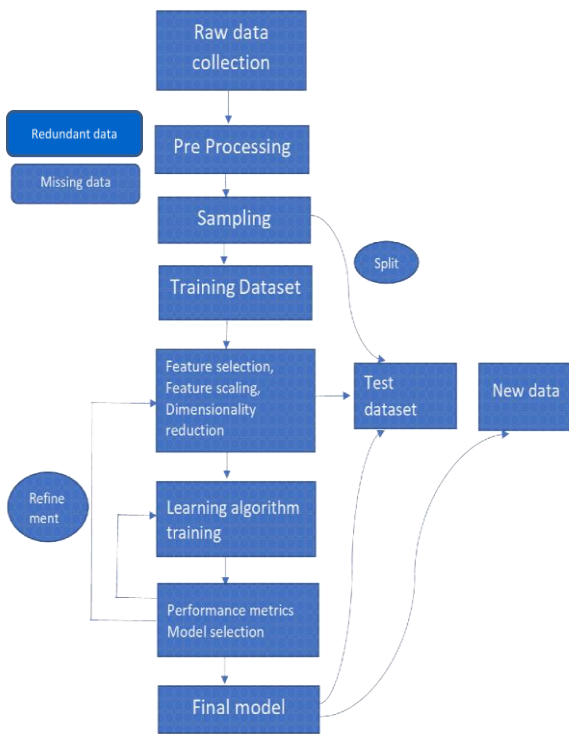 Raw data
collection
Redundant data
Pre Processing
Missing data
Sampling
Split
Training Dataset
Feature selection,
Feature scaling,
Dimensionality
reduction
Test
dataset
New data
Refine
ment
Learning algorithm
training
Performance metrics
Model selection
Final model